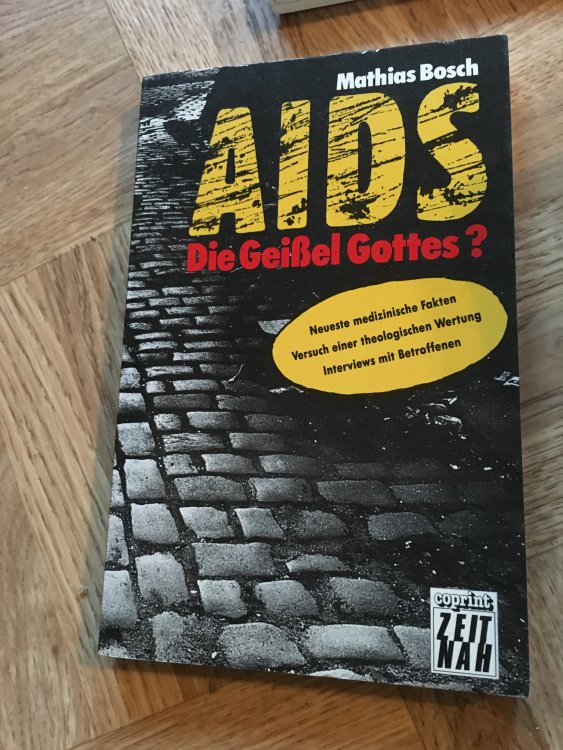 Mathias Bosch
AIDS
Die Geißel Gottes?
Neueste medizinische Fakten
Versuch einer theologischen Wertung
Interviews mit Betroffenen
coprint
ZEIT
NAH